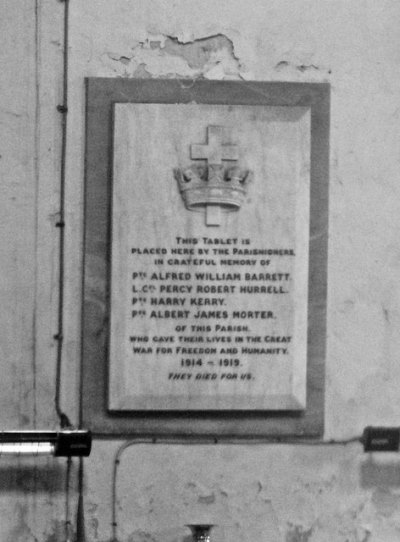 THIS TABLET IS
PLACED HERE BY THE PARISHIONERS,
IN GRATEFUL MEMORY OF
PTE ALFRED WILLIAM BARRETT.
L.CPL PERCY ROBERT HURRELL.
PTE HARRY KERRY.
PTE ALBERT JAMES MORTER.
OF THIS PARISH.
WHO GAVE THEIR LIVES IN THE GREAT
WAR FOR FREEDOM AND HUMANITY.
1914 – 1919.
THEY DIED FOR US.